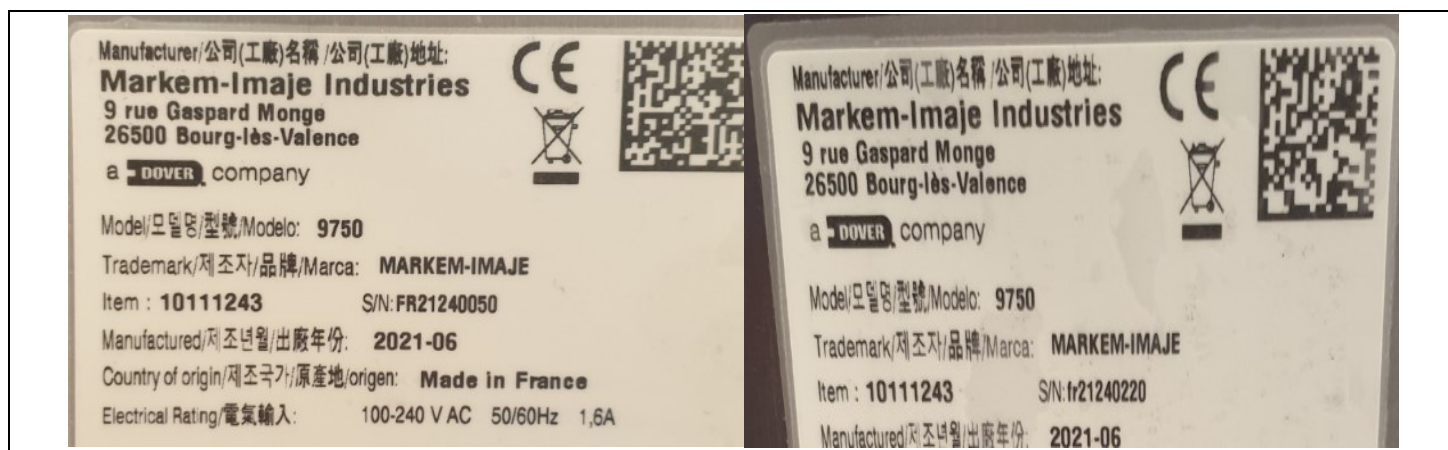 Manufacturer/公司(工廠)名稱 /公司(工廠)地址:
Markem-Imaje Industries
9 rue Gaspard Monge
26500 Bourg-lès-Valence
a DOVER company
CE
Model/모델명/型號/Modelo: 9750
Trademark/제조자/品牌/Marca: MARKEM-IMAJE
Item : 10111243 S/N:FR21240050
Manufactured/제조년월/出廠年份: 2021-06
Country of origin/제조국가/原產地/origen: Made in France
Electrical Rating/電氣輸入: 100-240 V AC 50/60Hz 1,6A
Manufacturer/公司(工廠)名稱 /公司(工廠)地址:
Markem-Imaje Industries
9 rue Gaspard Monge
26500 Bourg-lès-Valence
a DOVER company
CE
Model/모델명/型號/Modelo: 9750
Trademark/제조자/品牌/Marca: MARKEM-IMAJE
Item : 10111243 S/N:fr21240220
Manufactured/제조년월/出廠年份: 2021-06